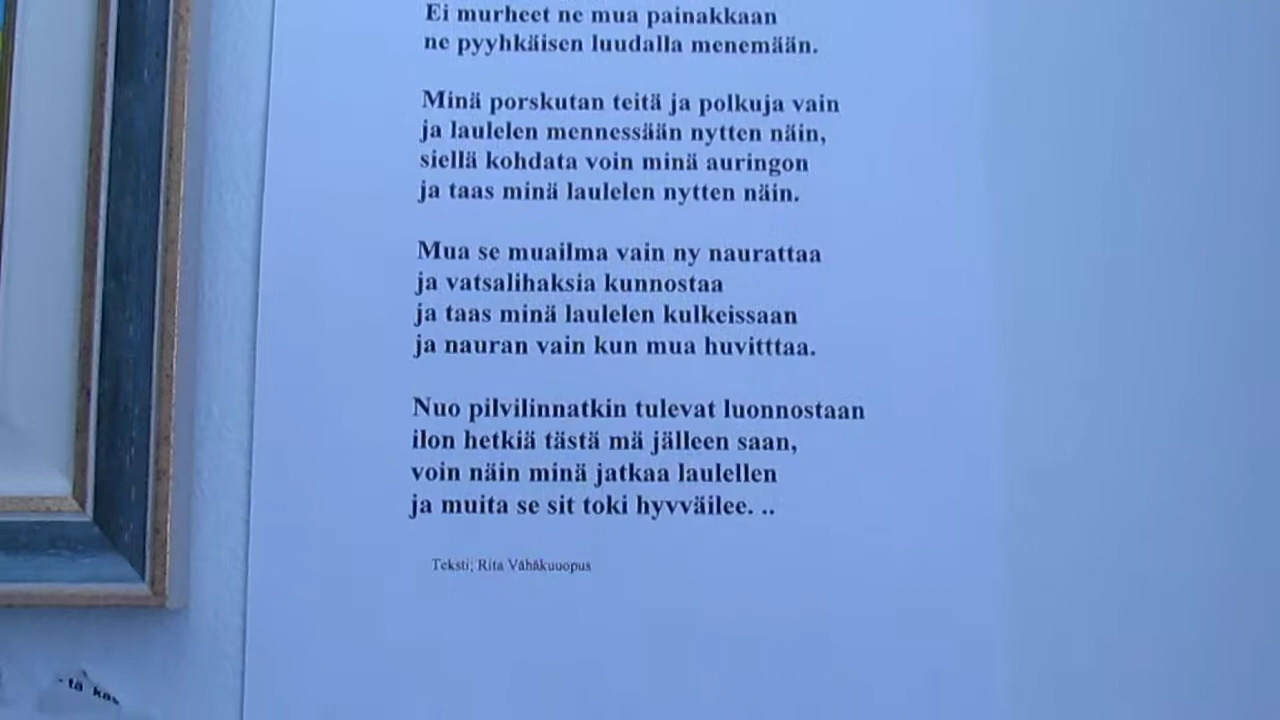 Ei murheet ne mua painakkaan
ne pyyhkäisen luudalla menemään.
Minä porskutan teitä ja polkuja vain
ja laulelen mennessään nytten näin,
siellä kohdata voin minä auringon
ja taas minä laulelen nytten näin.
Mua se muailma vain ny naurattaa
ja vatsalihaksia kunnostaa
ja taas minä laulelen kulkeissaan
ja nauran vain kun mua huvitttaa.
Nuo pilvilinnatkin tulevat luonnostaan
ilon hetkiä tästä mä jälleen saan,
voin näin minä jatkaa laulellen
ja muita se sit toki hyvväilee. ..
Teksti; Rita Vähäkuuopus
- tä